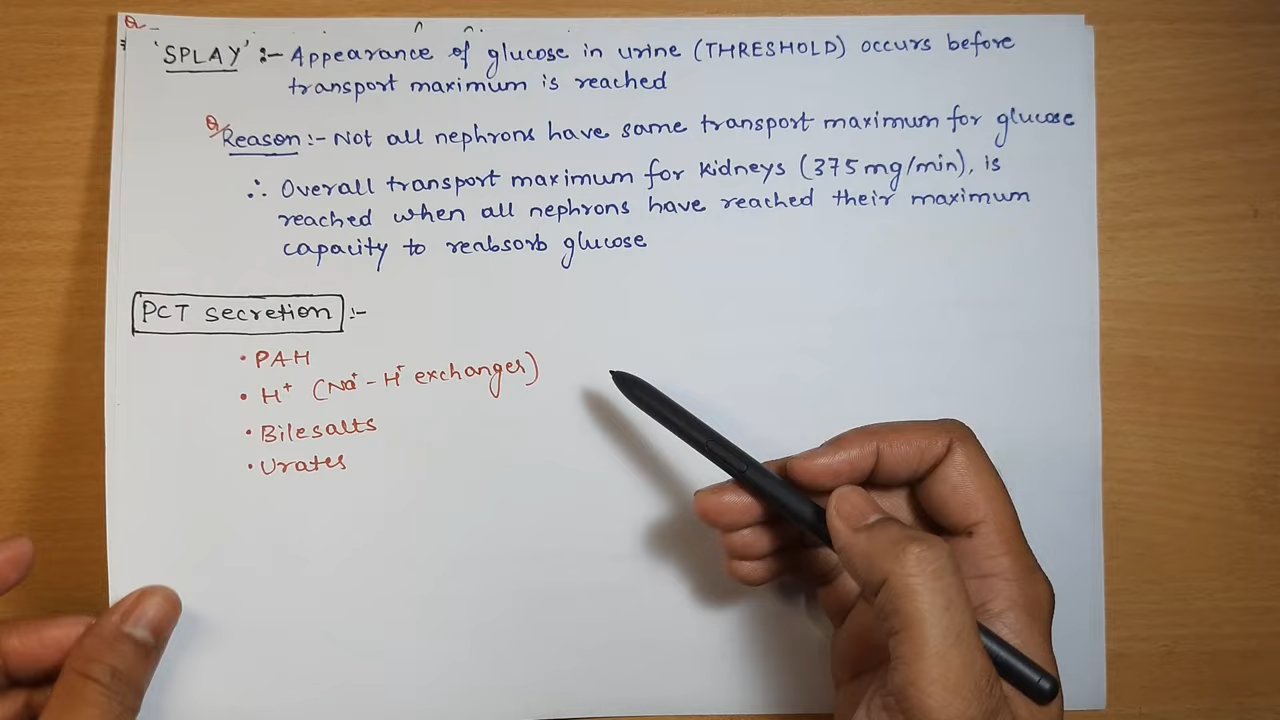 Q
'SPLAY' :- Appearance of glucose in urine (THRESHOLD) occurs before
transport maximum is reached
Q/ Reason :- Not all nephrons have same transport maximum for glucose
∴ Overall transport maximum for kidneys (375 mg/min), is
reached when all nephrons have reached their maximum
capacity to reabsorb glucose
PCT secretion :-
• PAH
• H⁺ (Na⁺ - H⁺ exchanger)
• Bilesalts
• Urates